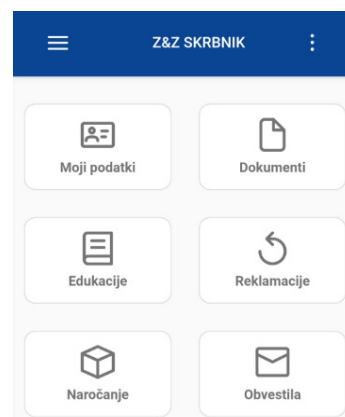 Z&Z SKRBNIK
Moji podatki
Dokumenti
Edukacije
Reklamacije
Naročanje
Obvestila